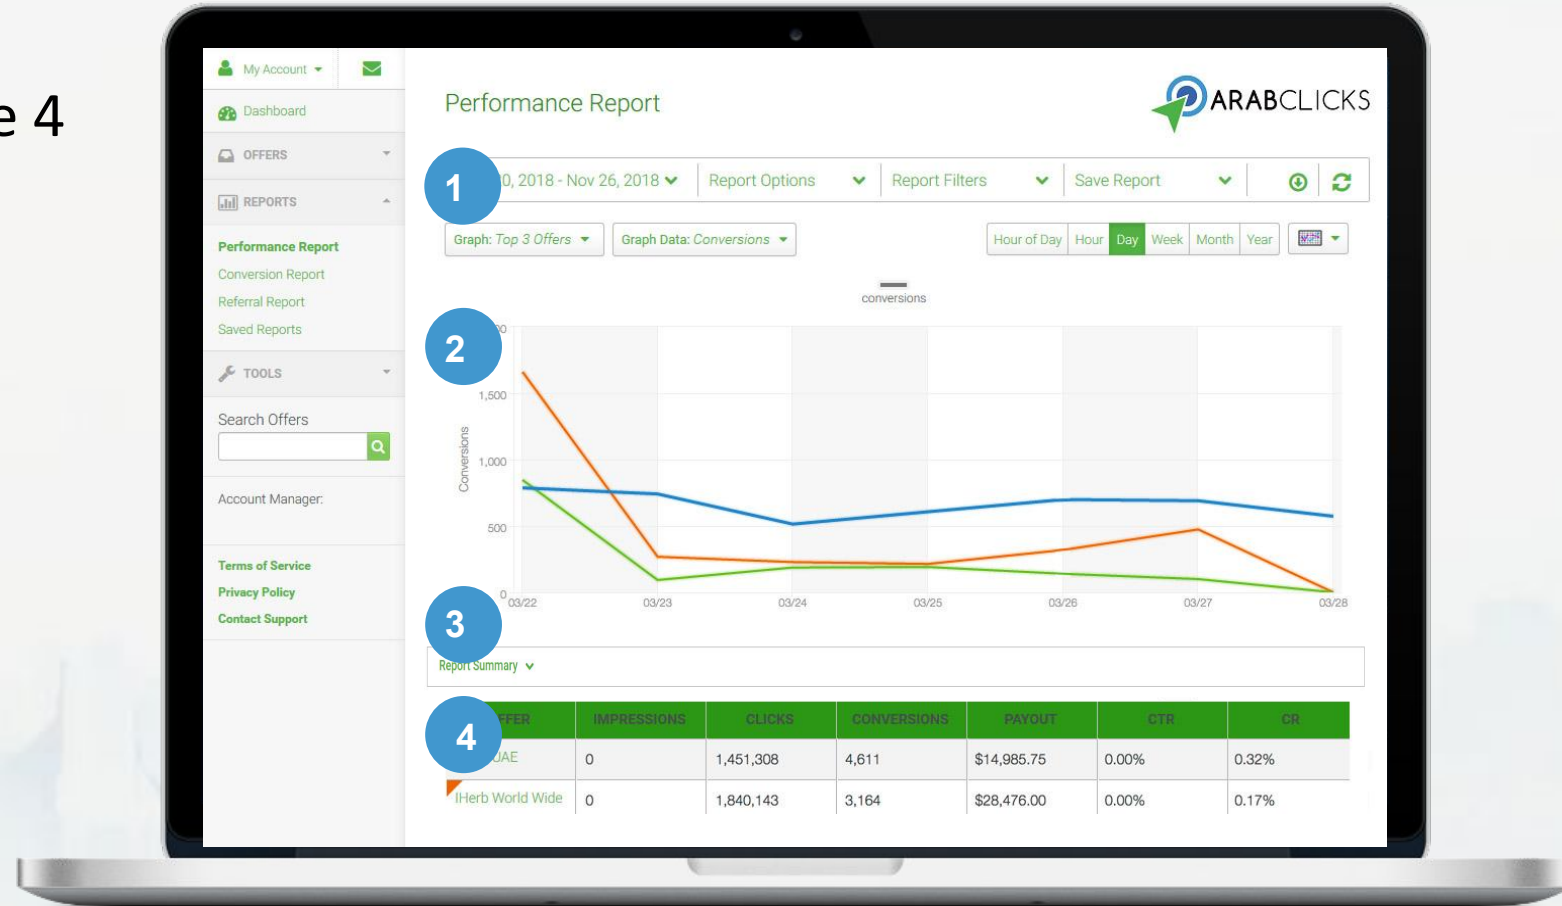 e 4
My Account
Dashboard
OFFERS
REPORTS
Performance Report
Conversion Report
Referral Report
Saved Reports
TOOLS
Search Offers
Account Manager:
Terms of Service
Privacy Policy
Contact Support
Performance Report
ARABCLICKS
1
0, 2018 - Nov 26, 2018 Report Options Report Filters Save Report
Graph: Top 3 Offers Graph Data: Conversions Hour of Day Hour Day Week Month Year
conversions
2
1,500
1,000
500
0
Conversions
03/22 03/23 03/24 03/25 03/26 03/27 03/28
3
Report Summary
4
IMPRESSIONS CLICKS CONVERSIONS PAYOUT CTR CR
UAE 0 1,451,308 4,611 $14,985.75 0.00% 0.32%
IHerb World Wide 0 1,840,143 3,164 $28,476.00 0.00% 0.17%